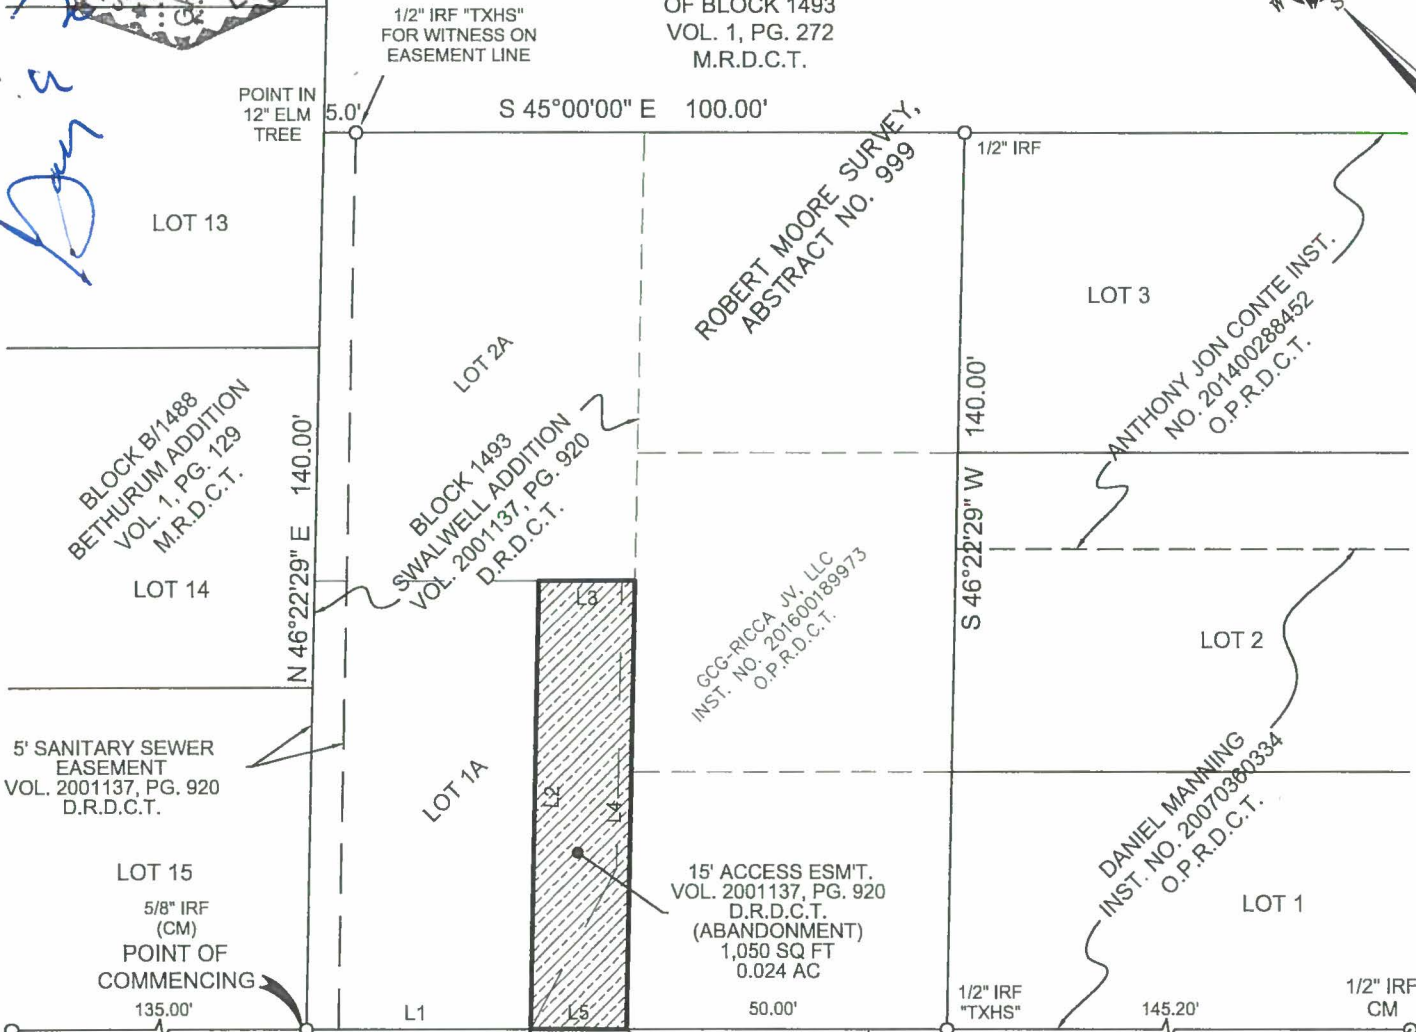 1/2" IRF "TXHS"
FOR WITNESS ON
EASEMENT LINE
OF BLOCK 1493
VOL. 1, PG. 272
M.R.D.C.T.
POINT IN
12" ELM
TREE
5.0'
S 45°00'00" E 100.00'
1/2" IRF
LOT 13
ROBERT MOORE SURVEY,
ABSTRACT NO. 999
LOT 3
LOT 2A
ANTHONY JON CONTE INST.
NO. 201400288452
O.P.R.D.C.T.
BLOCK B/1488
BETHURUM ADDITION
VOL. 1, PG. 129
M.R.D.C.T.
N 46°22'29" E 140.00'
BLOCK 1493
SWALWELL ADDITION
VOL. 2001137, PG. 920
D.R.D.C.T.
S 46°22'29" W 140.00'
LOT 14
L3
GCG-RICCA JV, LLC
INST. NO. 201600189973
O.P.R.D.C.T.
LOT 2
5' SANITARY SEWER
EASEMENT
VOL. 2001137, PG. 920
D.R.D.C.T.
LOT 1A
L2
L4
DANIEL MANNING
INST. NO. 20070360334
O.P.R.D.C.T.
LOT 15
15' ACCESS ESM'T.
VOL. 2001137, PG. 920
D.R.D.C.T.
(ABANDONMENT)
1,050 SQ FT
0.024 AC
LOT 1
5/8" IRF
(CM)
POINT OF
COMMENCING
135.00'
L1
L5
50.00'
1/2" IRF
"TXHS"
145.20'
1/2" IRF
CM